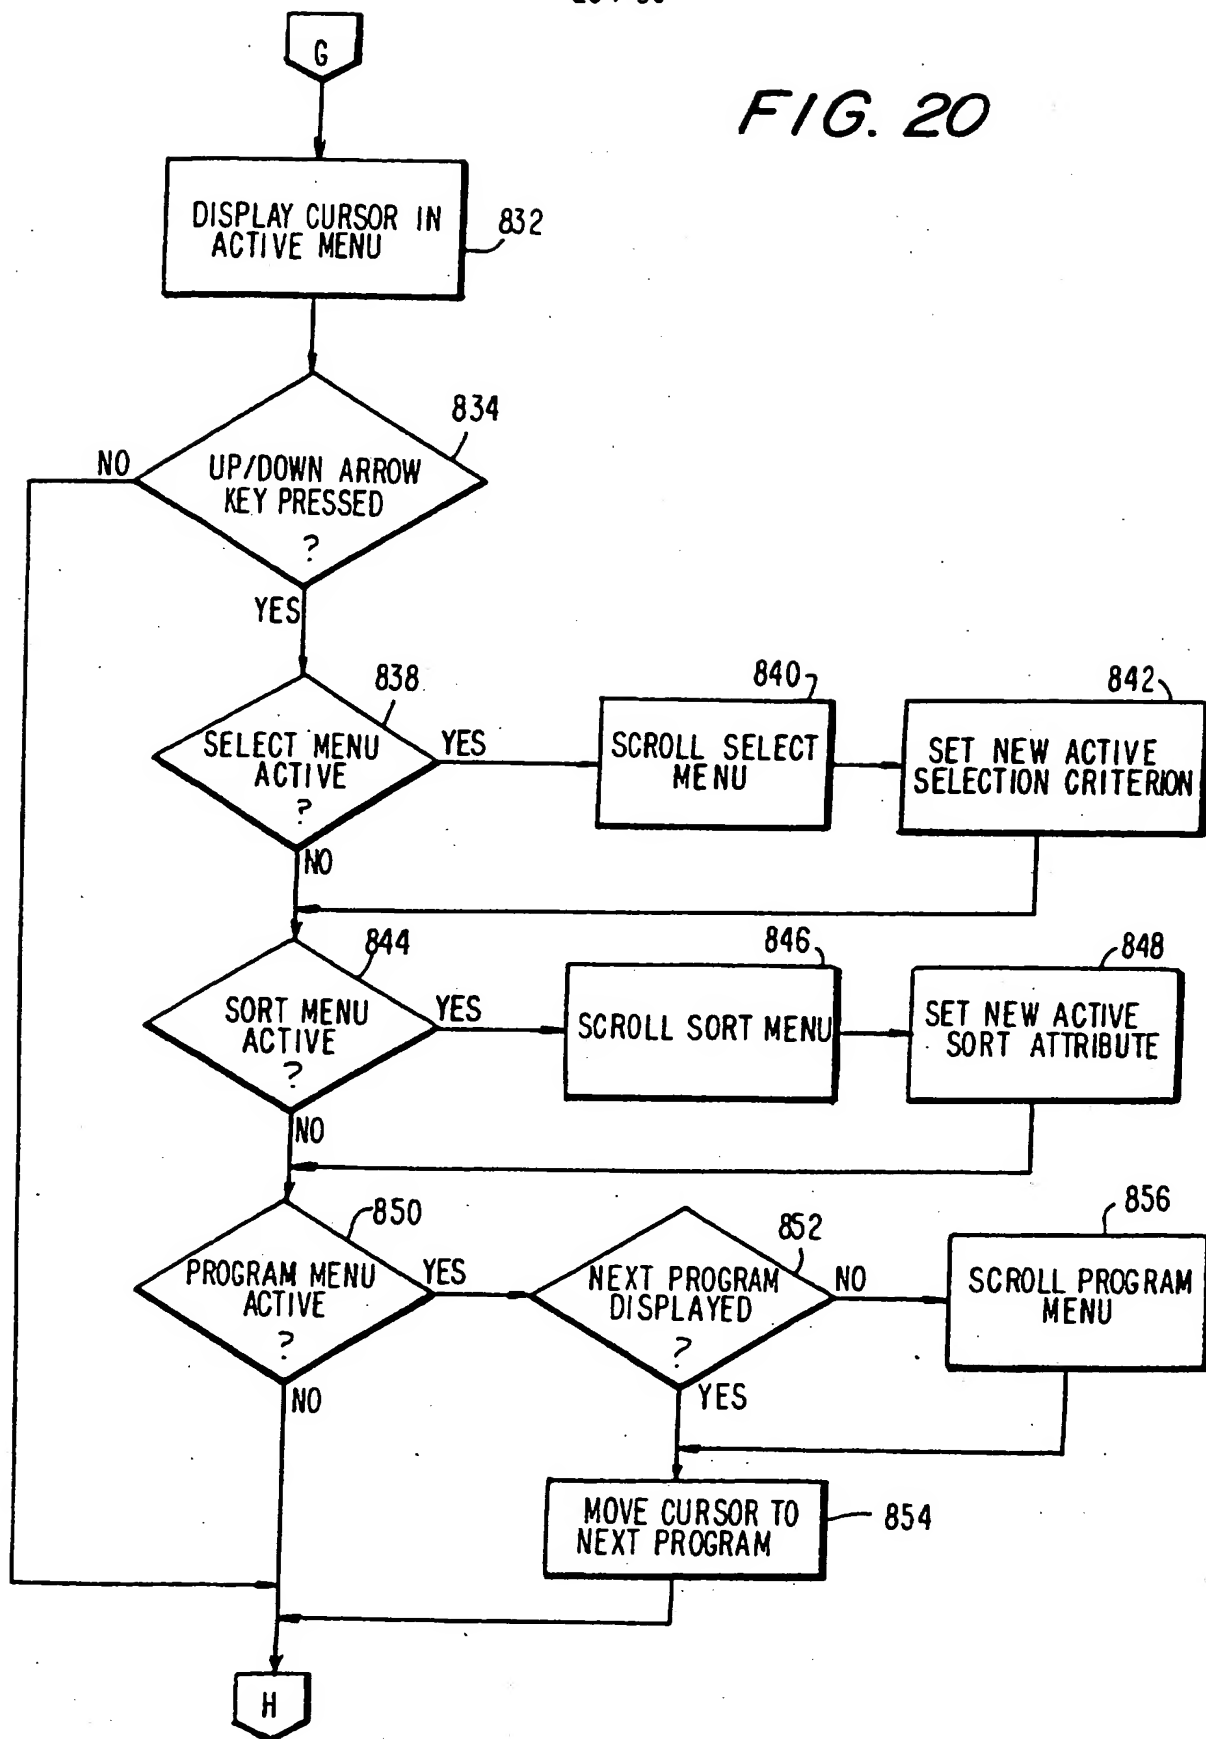 G
FIG. 20
DISPLAY CURSOR IN
ACTIVE MENU
832
834
NO
UP/DOWN ARROW
KEY PRESSED
?
YES
838
SELECT MENU
ACTIVE
?
YES
NO
840
SCROLL SELECT
MENU
842
SET NEW ACTIVE
SELECTION CRITERION
844
SORT MENU
ACTIVE
?
YES
NO
846
SCROLL SORT MENU
848
SET NEW ACTIVE
SORT ATTRIBUTE
850
PROGRAM MENU
ACTIVE
?
YES
NO
852
NEXT PROGRAM
DISPLAYED
?
NO
YES
856
SCROLL PROGRAM
MENU
MOVE CURSOR TO
NEXT PROGRAM
854
H